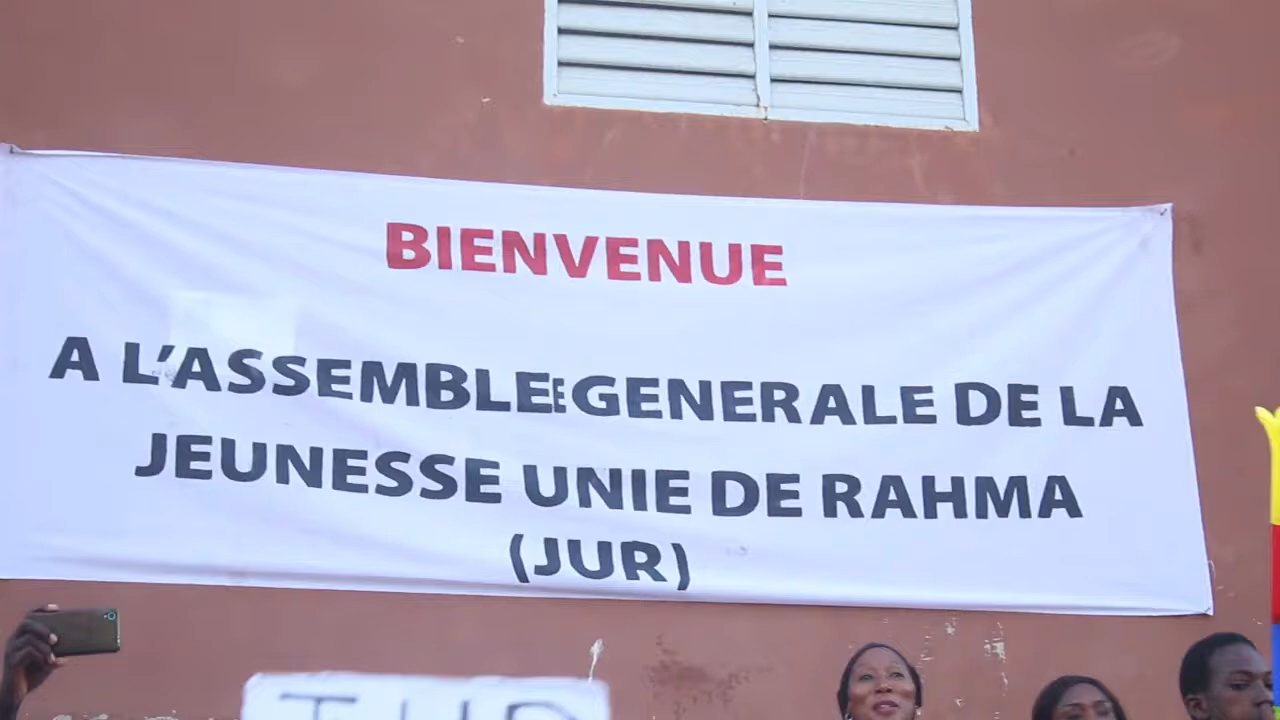 BIENVENUE
A L'ASSEMBLEE GENERALE DE LA
JEUNESSE UNIE DE RAHMA
(JUR)